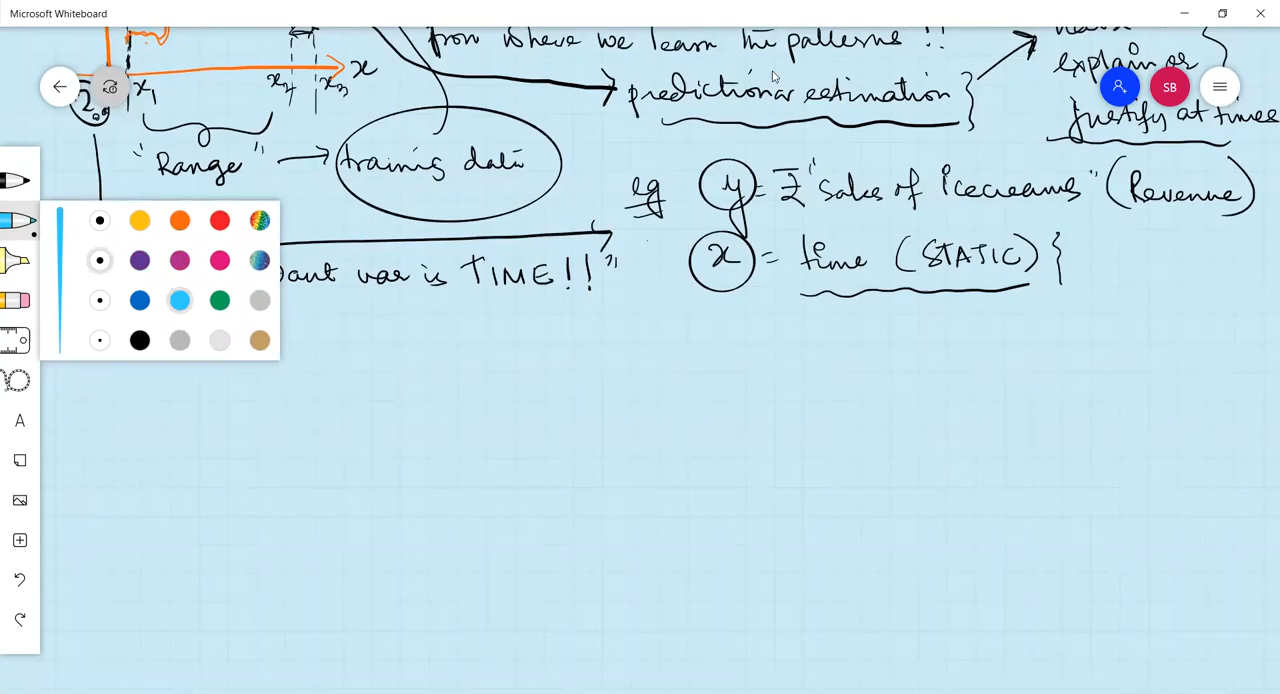 Microsoft Whiteboard
from where we learn the patterns !!
explain or
justify at times
x
x1
x2
x3
prediction or estimation }
SB
2.
"Range" → training data
eg y = ₹ "Sales of Icecreams" (Revenue)
x = time (STATIC) {
var is TIME!!"
A